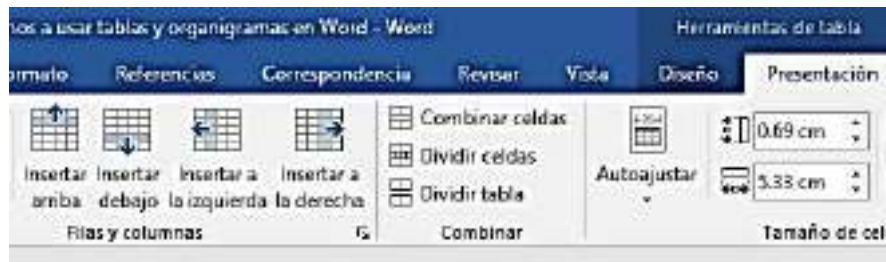 nos a usar tablas y organigramas en Word - Word
Herramientas de tabla
ormato Referencias Correspondencia Revisar Vista Diseño Presentación
Insertar arriba
Insertar debajo
Insertar a la izquierda
Insertar a la derecha
Filas y columnas
Combinar celdas
Dividir celdas
Dividir tabla
Combinar
Autoajustar
0.69 cm
5.33 cm
Tamaño de cel